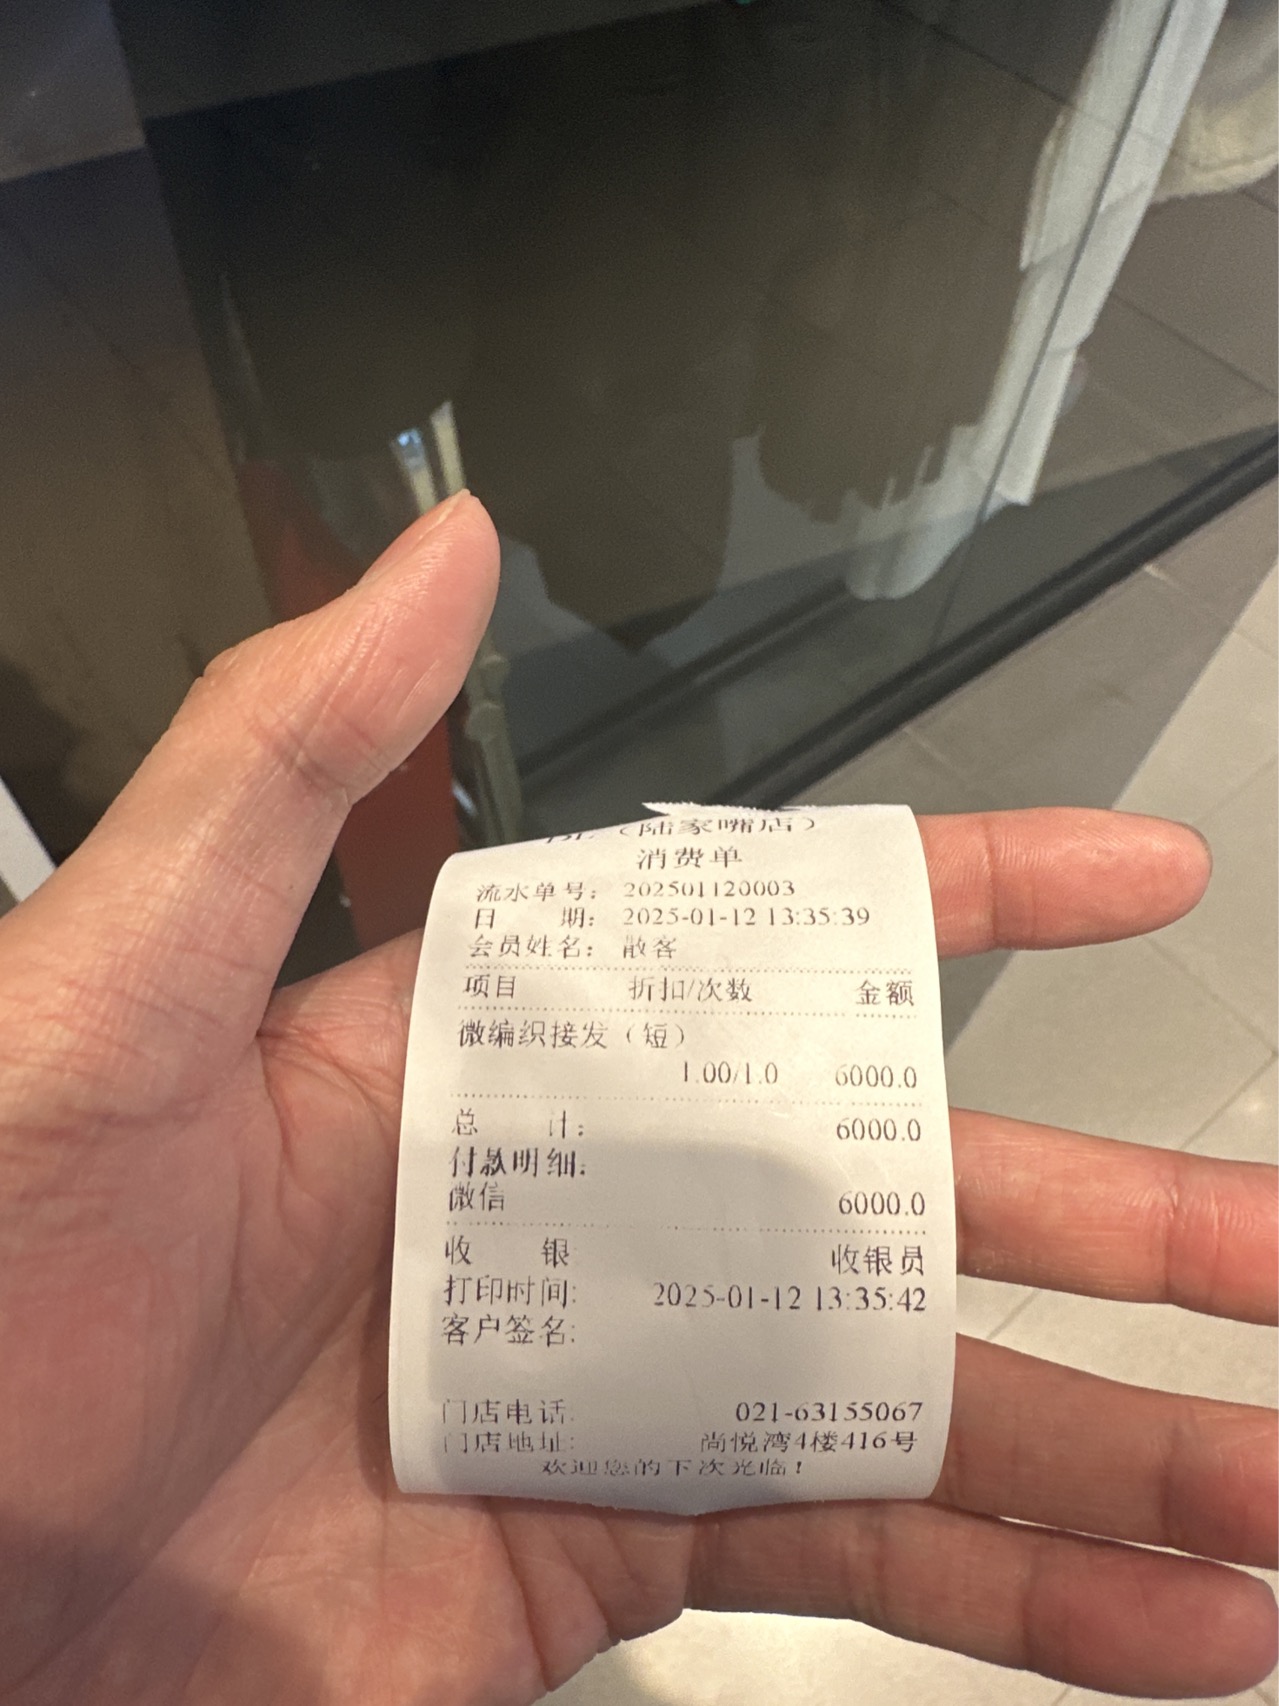 （陆家嘴店）
消费单
流水单号： 202501120003
日 期： 2025-01-12 13:35:39
会员姓名： 散客
项目 折扣/次数 金额
微编织接发（短）
1.00/1.0 6000.0
总 计： 6000.0
付款明细：
微信 6000.0
收 银 收银员
打印时间: 2025-01-12 13:35:42
客户签名:
门店电话: 021-63155067
门店地址: 尚悦湾4楼416号
欢迎您的下次光临！